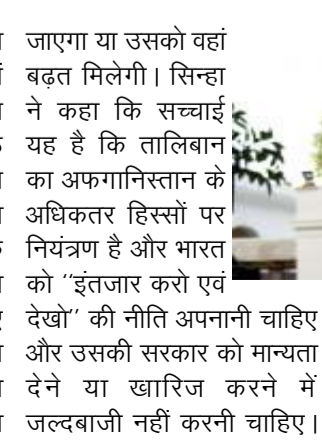 जाएगा या उसको वहां
बढ़त मिलेगी। सिन्हा
ने कहा कि सच्चाई
यह है कि तालिबान
का अफगानिस्तान के
अधिकतर हिस्सों पर
नियंत्रण है और भारत
को ''इंतजार करो एवं
देखो'' की नीति अपनानी चाहिए
और उसकी सरकार को मान्यता
देने या खारिज करने में
जल्दबाजी नहीं करनी चाहिए।